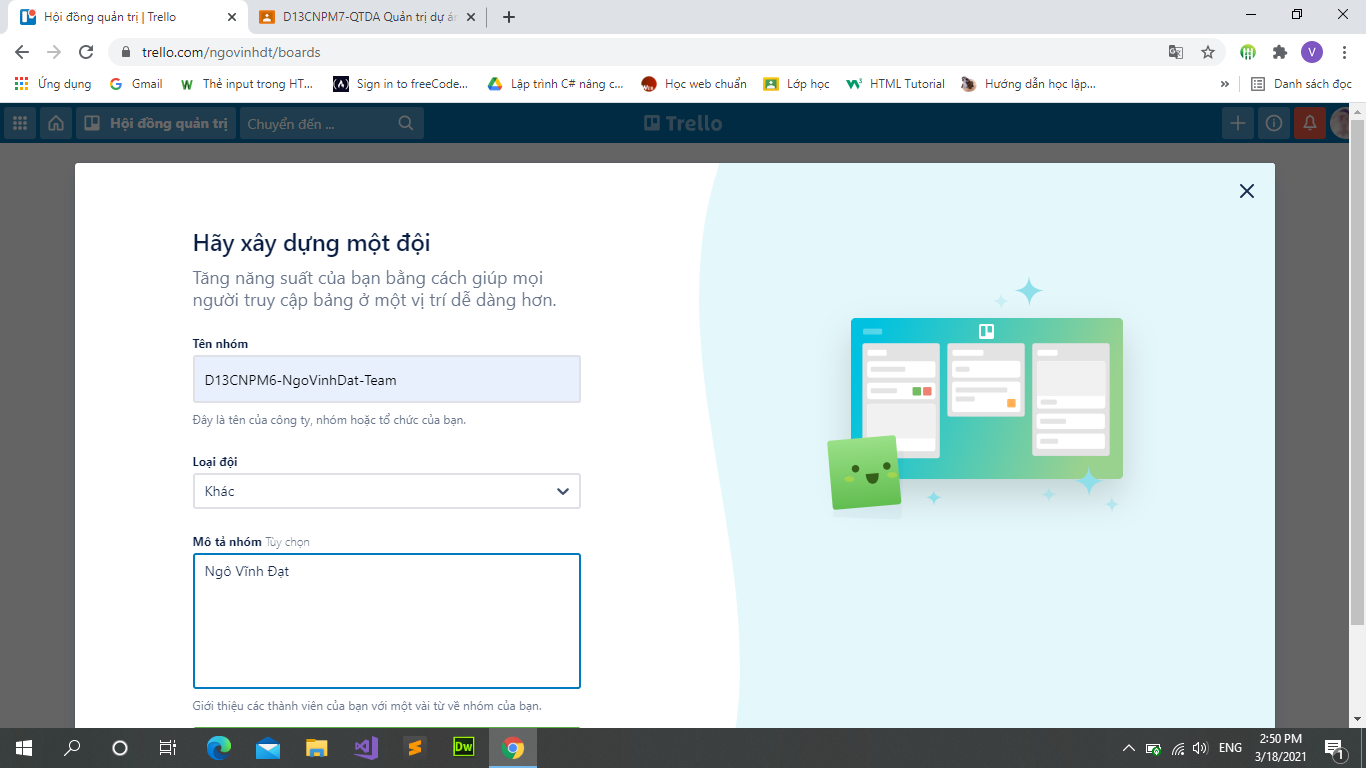 Hội đồng quản trị | Trello
D13CNPM7-QTDA Quản trị dự án
trello.com/ngovinhdt/boards
V
Ứng dụng
Gmail
Thẻ input trong HT...
Sign in to freeCode...
Lập trình C# nâng c...
Học web chuẩn
Lớp học
HTML Tutorial
Hướng dẫn học lập...
Danh sách đọc
Hội đồng quản trị
Chuyển đến ...
Trello
Hãy xây dựng một đội
Tăng năng suất của bạn bằng cách giúp mọi
người truy cập bảng ở một vị trí dễ dàng hơn.
Tên nhóm
D13CNPM6-NgoVinhDat-Team
Đây là tên của công ty, nhóm hoặc tổ chức của bạn.
Loại đội
Khác
Mô tả nhóm Tùy chọn
Ngô Vĩnh Đạt
Giới thiệu các thành viên của bạn với một vài từ về nhóm của bạn.
Dw
ENG
2:50 PM
3/18/2021
1